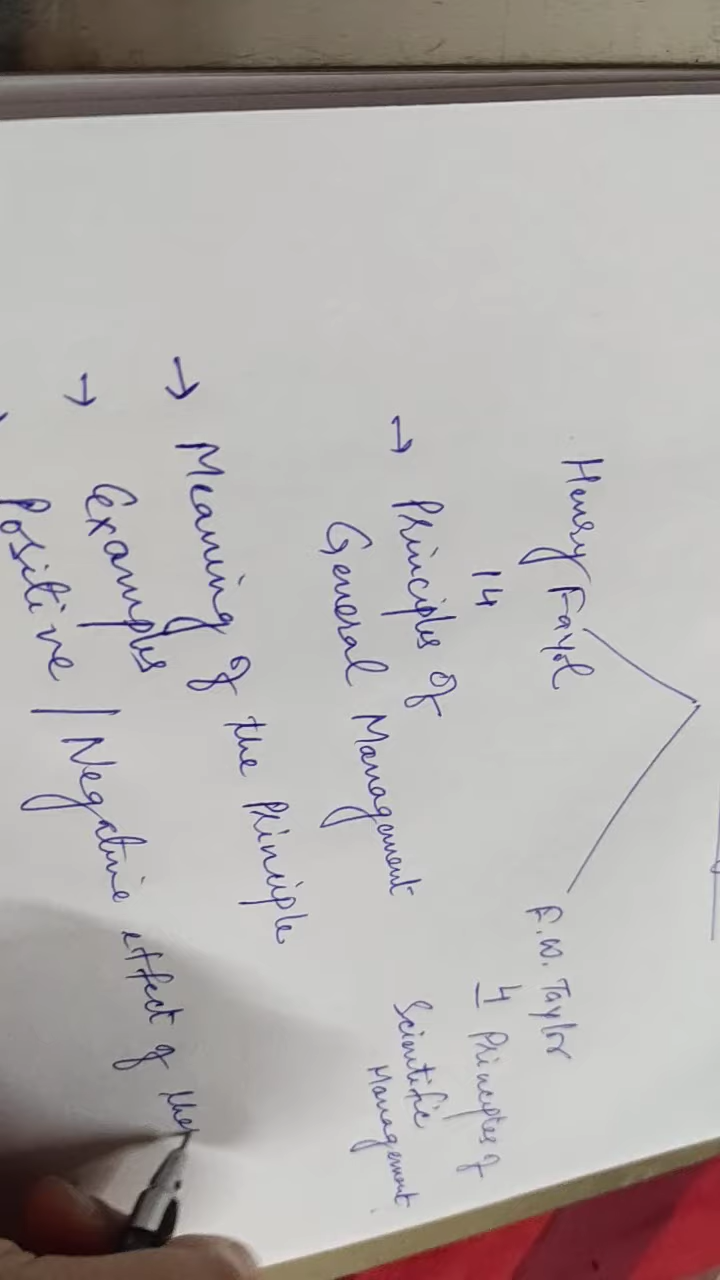 Henry Fayol
F.W. Taylor
14
4 Principles of
→ Principles of
General Management
Scientific
Management
→ Meaning of the Principle
→ Examples
Positive / Negative effect of the